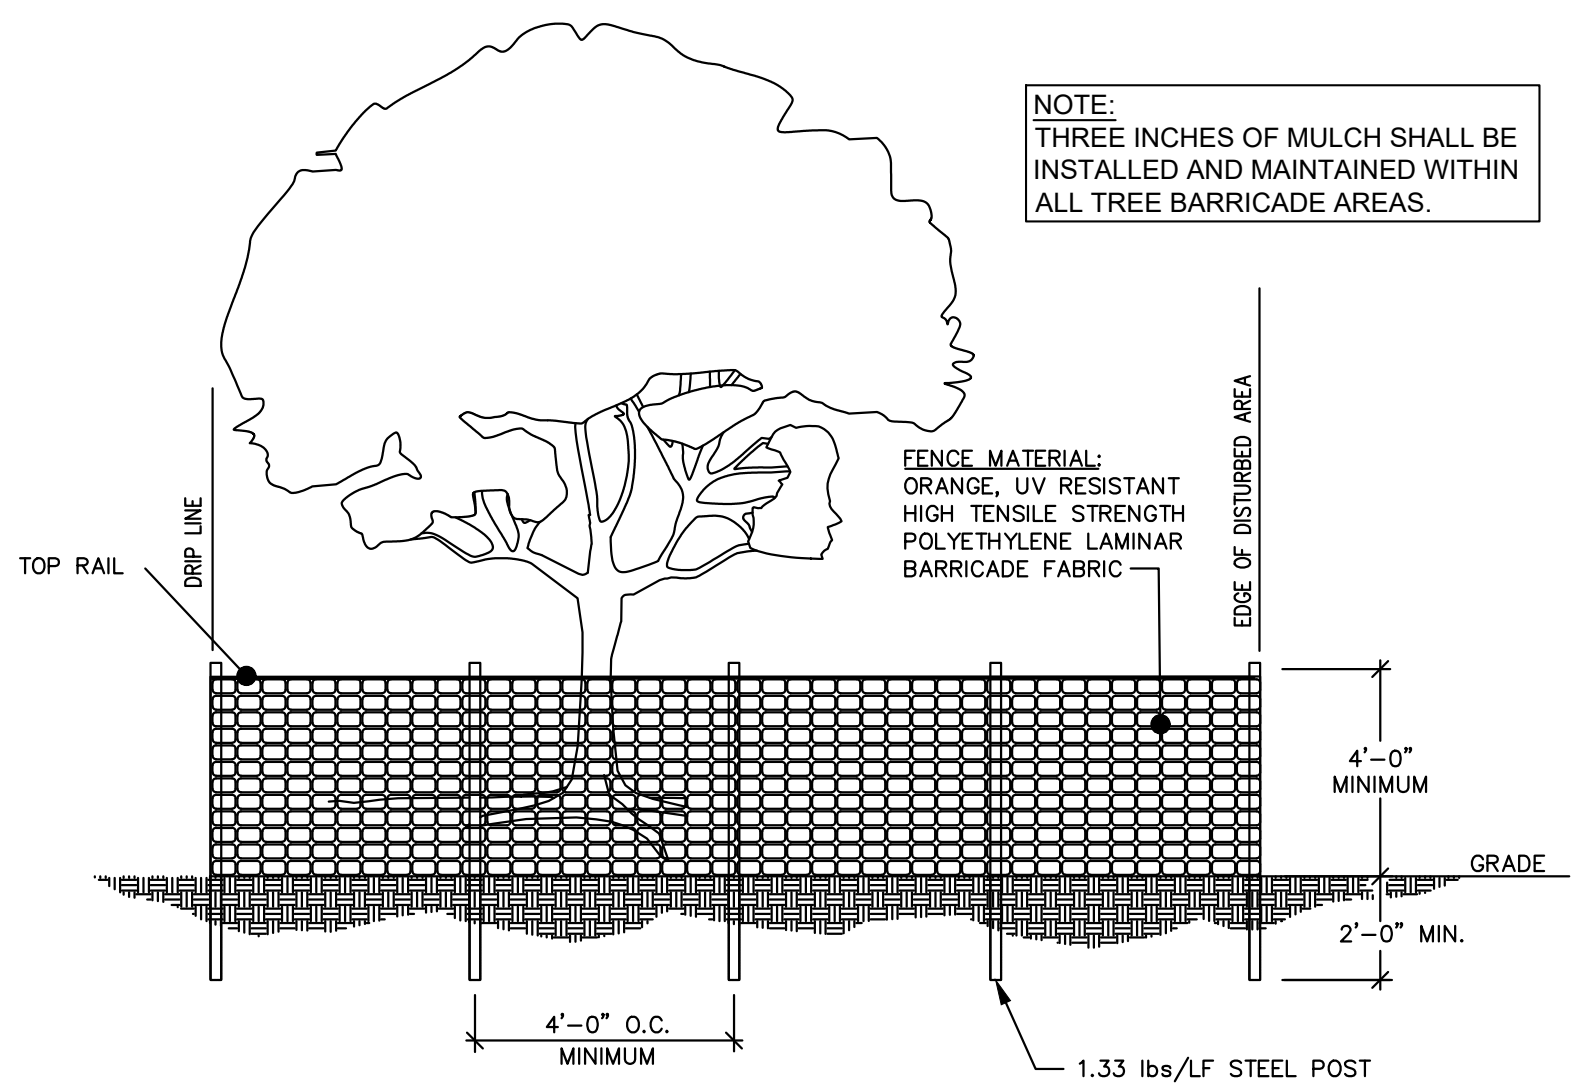 NOTE:
THREE INCHES OF MULCH SHALL BE
INSTALLED AND MAINTAINED WITHIN
ALL TREE BARRICADE AREAS.
EDGE OF DISTURBED AREA
FENCE MATERIAL:
ORANGE, UV RESISTANT
HIGH TENSILE STRENGTH
POLYETHYLENE LAMINAR
BARRICADE FABRIC
DRIP LINE
TOP RAIL
4'-0"
MINIMUM
GRADE
2'-0" MIN.
4'-0" O.C.
MINIMUM
1.33 lbs/LF STEEL POST